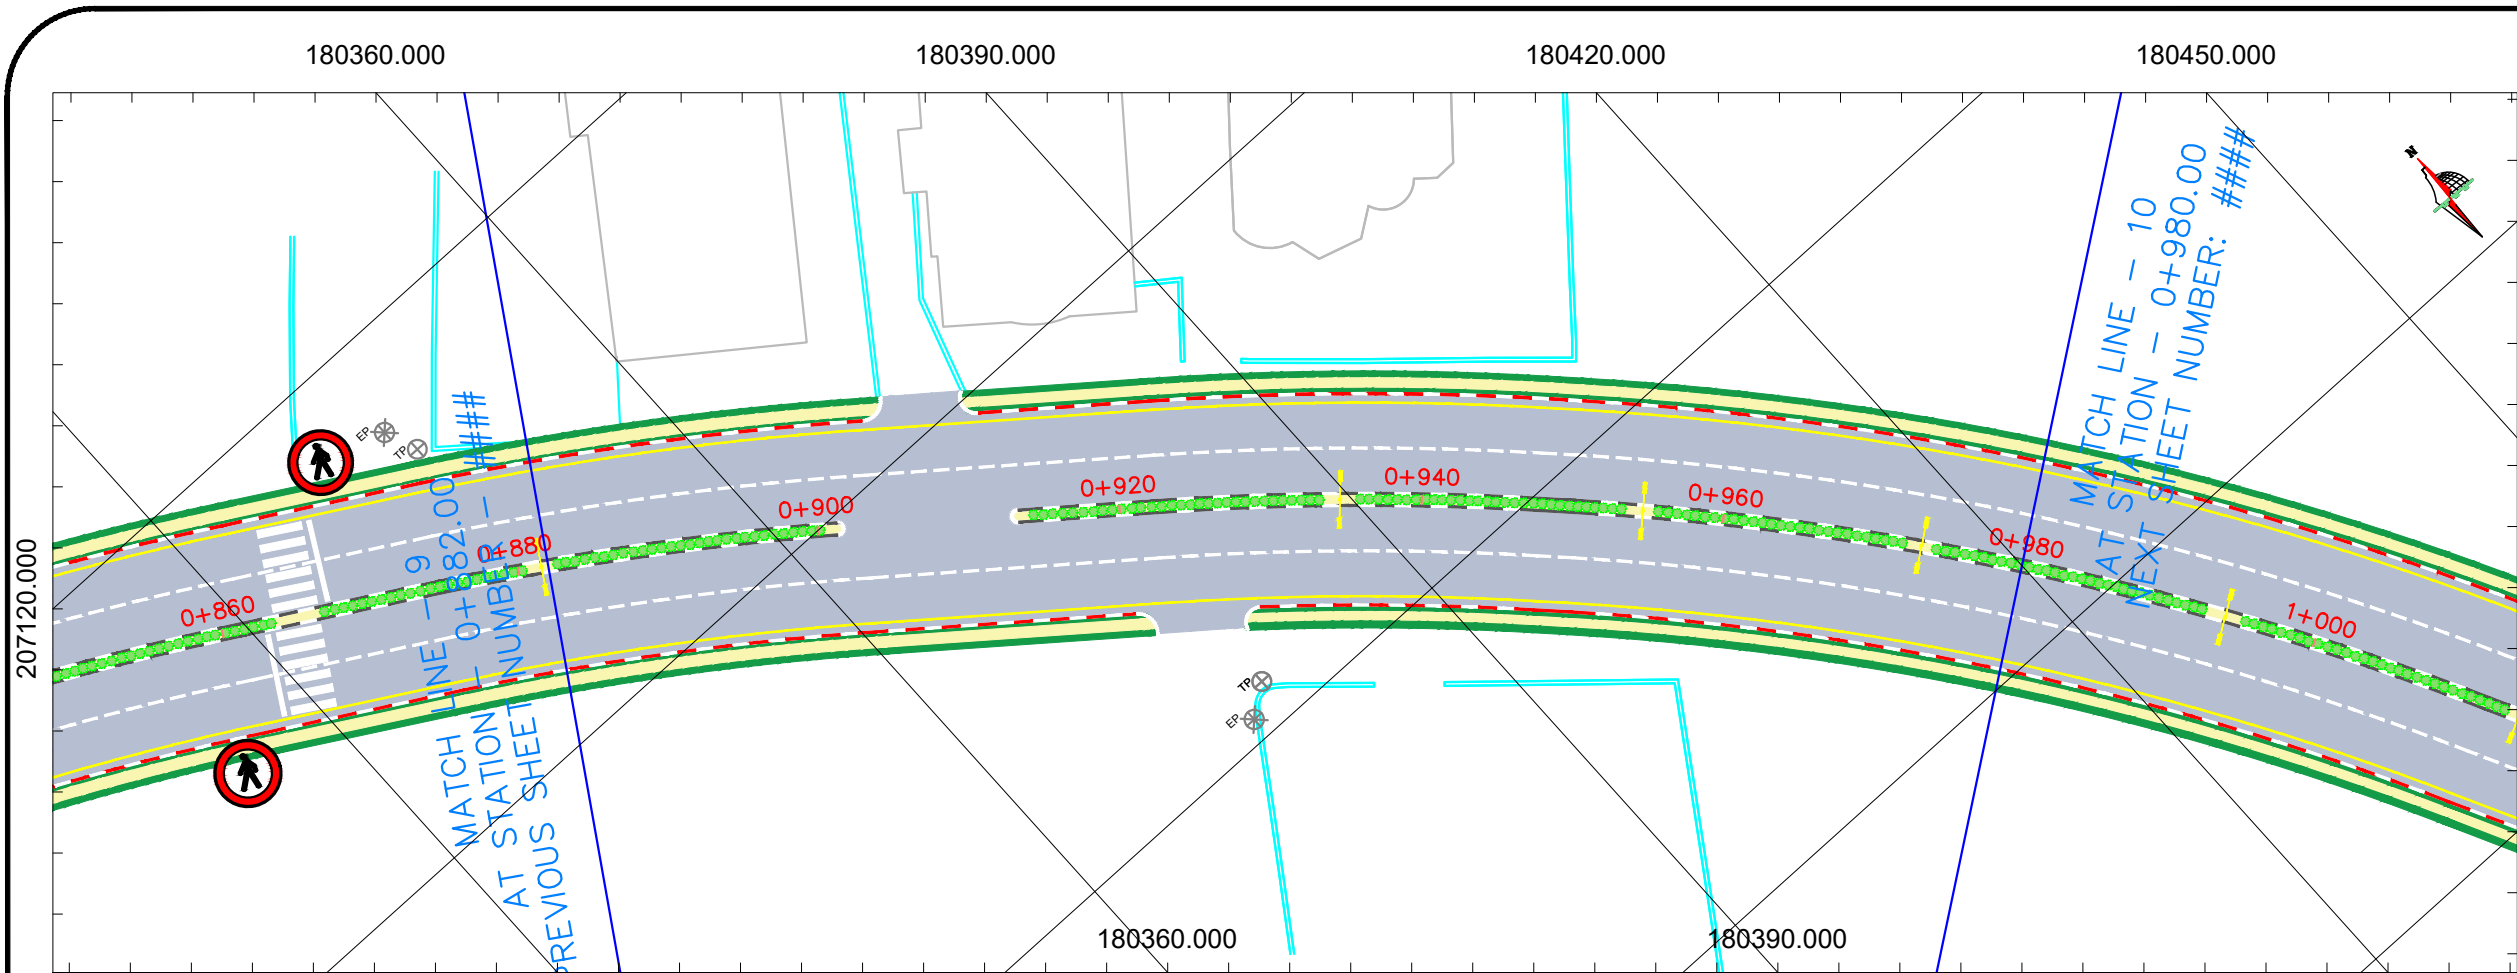 180360.000
180390.000
180420.000
180450.000
N
207120.000
EP
TP
0+860
0+880
0+900
0+920
0+940
0+960
0+980
1+000
MATCH LINE - 9
AT STATION - 0+882.00
PREVIOUS SHEET NUMBER - ####
MATCH LINE - 10
AT STATION - 0+980.00
NEXT SHEET NUMBER: ####
TP
EP
180360.000
180390.000